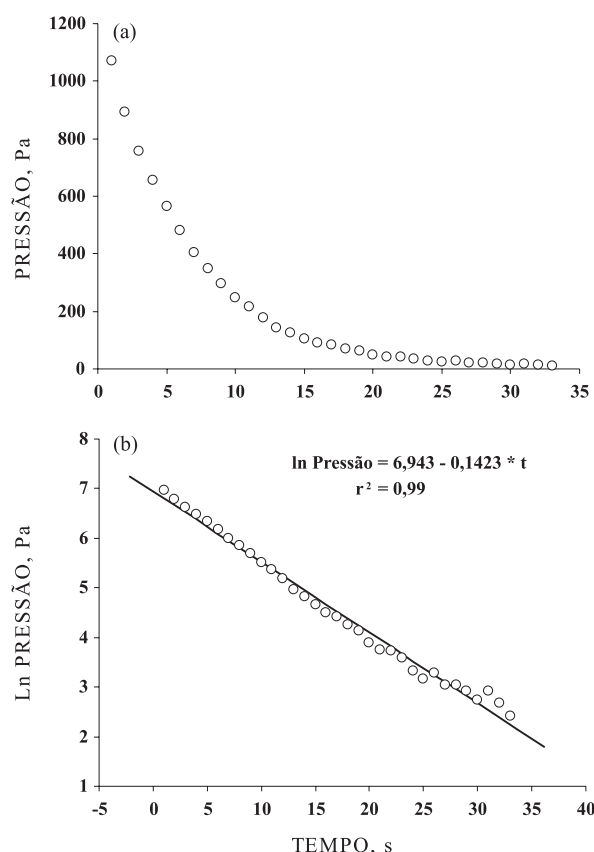 (a)
1200
1000
800
600
400
200
0
PRESSÃO, Pa
0 5 10 15 20 25 30 35
(b)
ln Pressão = 6,943 - 0,1423 * t
r² = 0,99
8
7
6
5
4
3
2
1
Ln PRESSÃO, Pa
-5 0 5 10 15 20 25 30 35 40
TEMPO, s